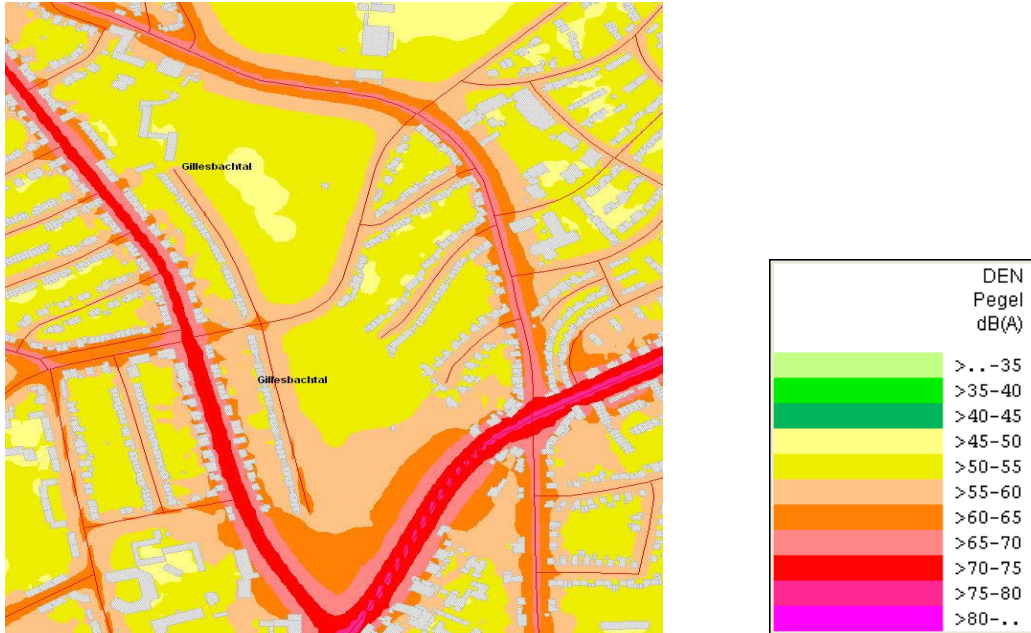 Gillesbachtal
Gillesbachtal
DEN
Pegel
dB(A)
>..-35
>35-40
>40-45
>45-50
>50-55
>55-60
>60-65
>65-70
>70-75
>75-80
>80-..